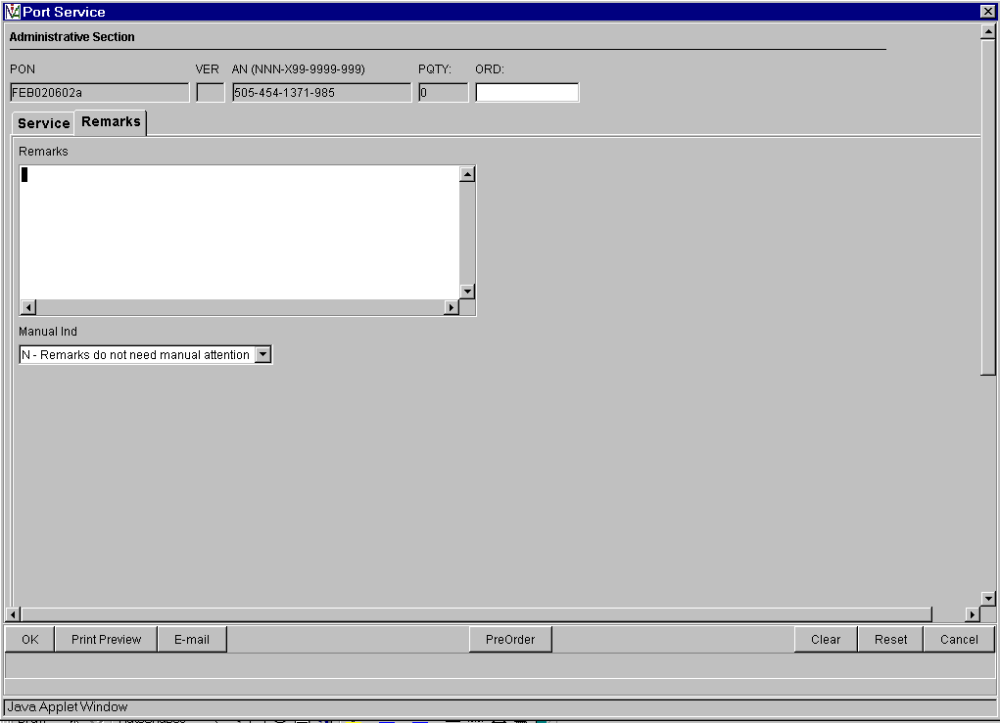 Port Service
Administrative Section
PON VER AN (NNN-X99-9999-999) PQTY: ORD:
FEB020602a 505-454-1371-985 0
Service Remarks
Remarks
Manual Ind
N - Remarks do not need manual attention
OK Print Preview E-mail PreOrder Clear Reset Cancel
Java Applet Window